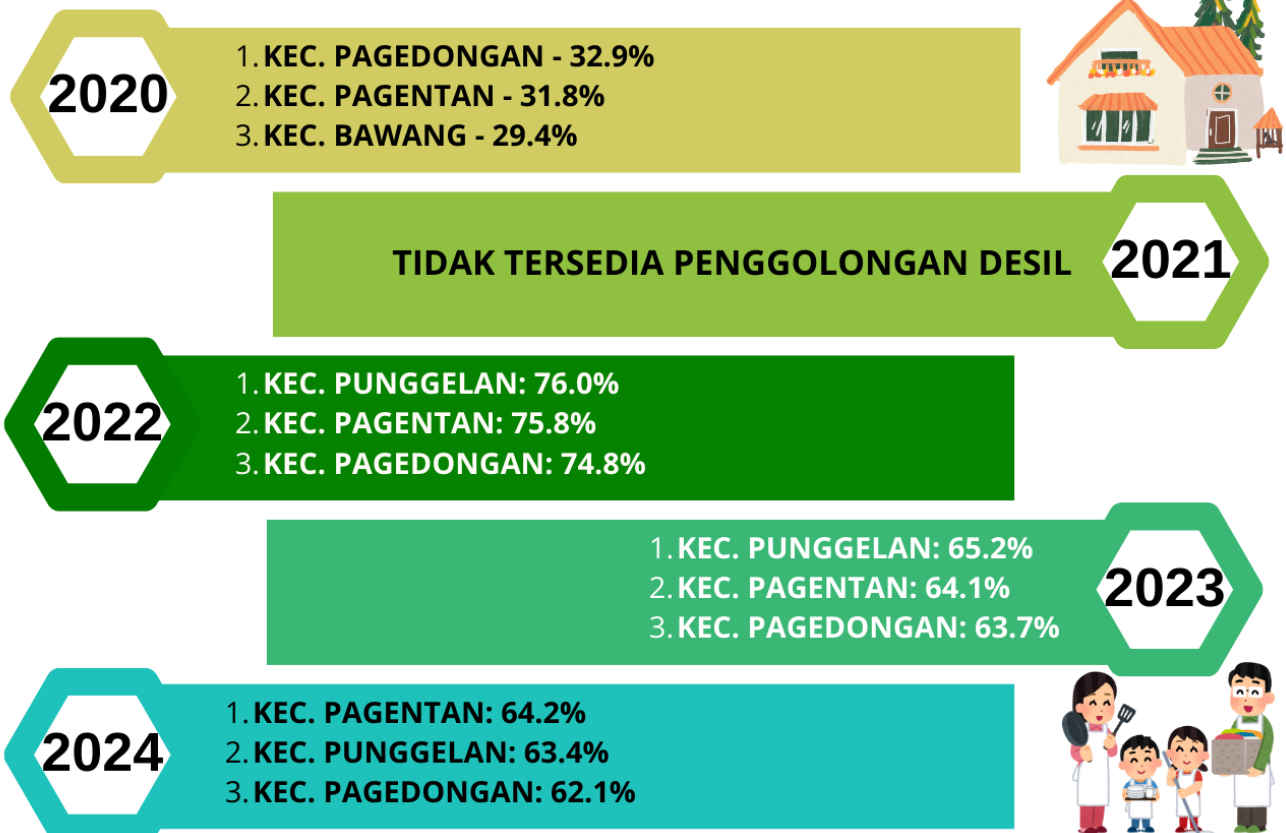 2020
1. KEC. PAGEDONGAN - 32.9%
2. KEC. PAGENTAN - 31.8%
3. KEC. BAWANG - 29.4%
TIDAK TERSEDIA PENGGOLONGAN DESIL
2021
2022
1. KEC. PUNGGELAN: 76.0%
2. KEC. PAGENTAN: 75.8%
3. KEC. PAGEDONGAN: 74.8%
1. KEC. PUNGGELAN: 65.2%
2. KEC. PAGENTAN: 64.1%
3. KEC. PAGEDONGAN: 63.7%
2023
2024
1. KEC. PAGENTAN: 64.2%
2. KEC. PUNGGELAN: 63.4%
3. KEC. PAGEDONGAN: 62.1%